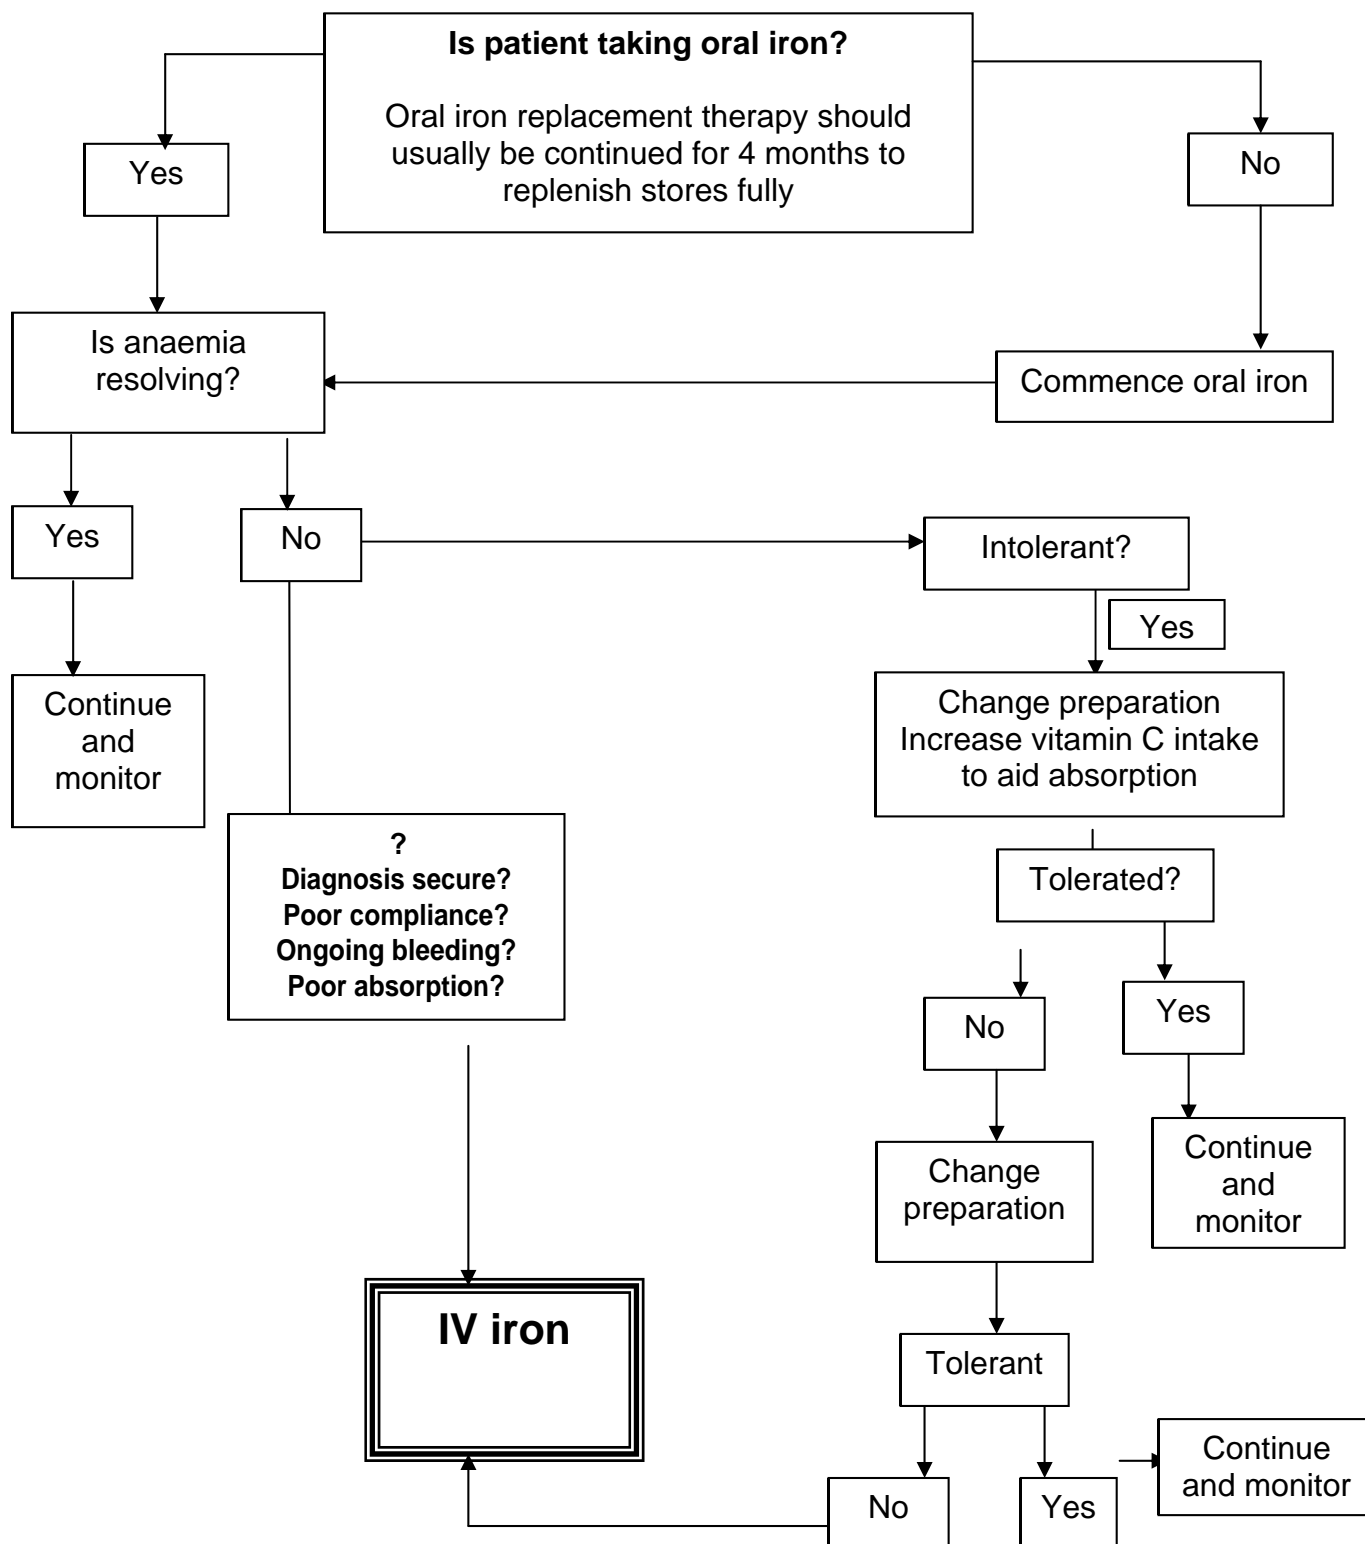 Is patient taking oral iron?
Oral iron replacement therapy should
usually be continued for 4 months to
replenish stores fully
Yes
No
Is anaemia
resolving?
Commence oral iron
Yes
No
Intolerant?
Yes
Continue
and
monitor
Change preparation
Increase vitamin C intake
to aid absorption
?
Diagnosis secure?
Poor compliance?
Ongoing bleeding?
Poor absorption?
Tolerated?
No
Yes
Change
preparation
Continue
and
monitor
IV iron
Tolerant
No
Yes
Continue
and monitor